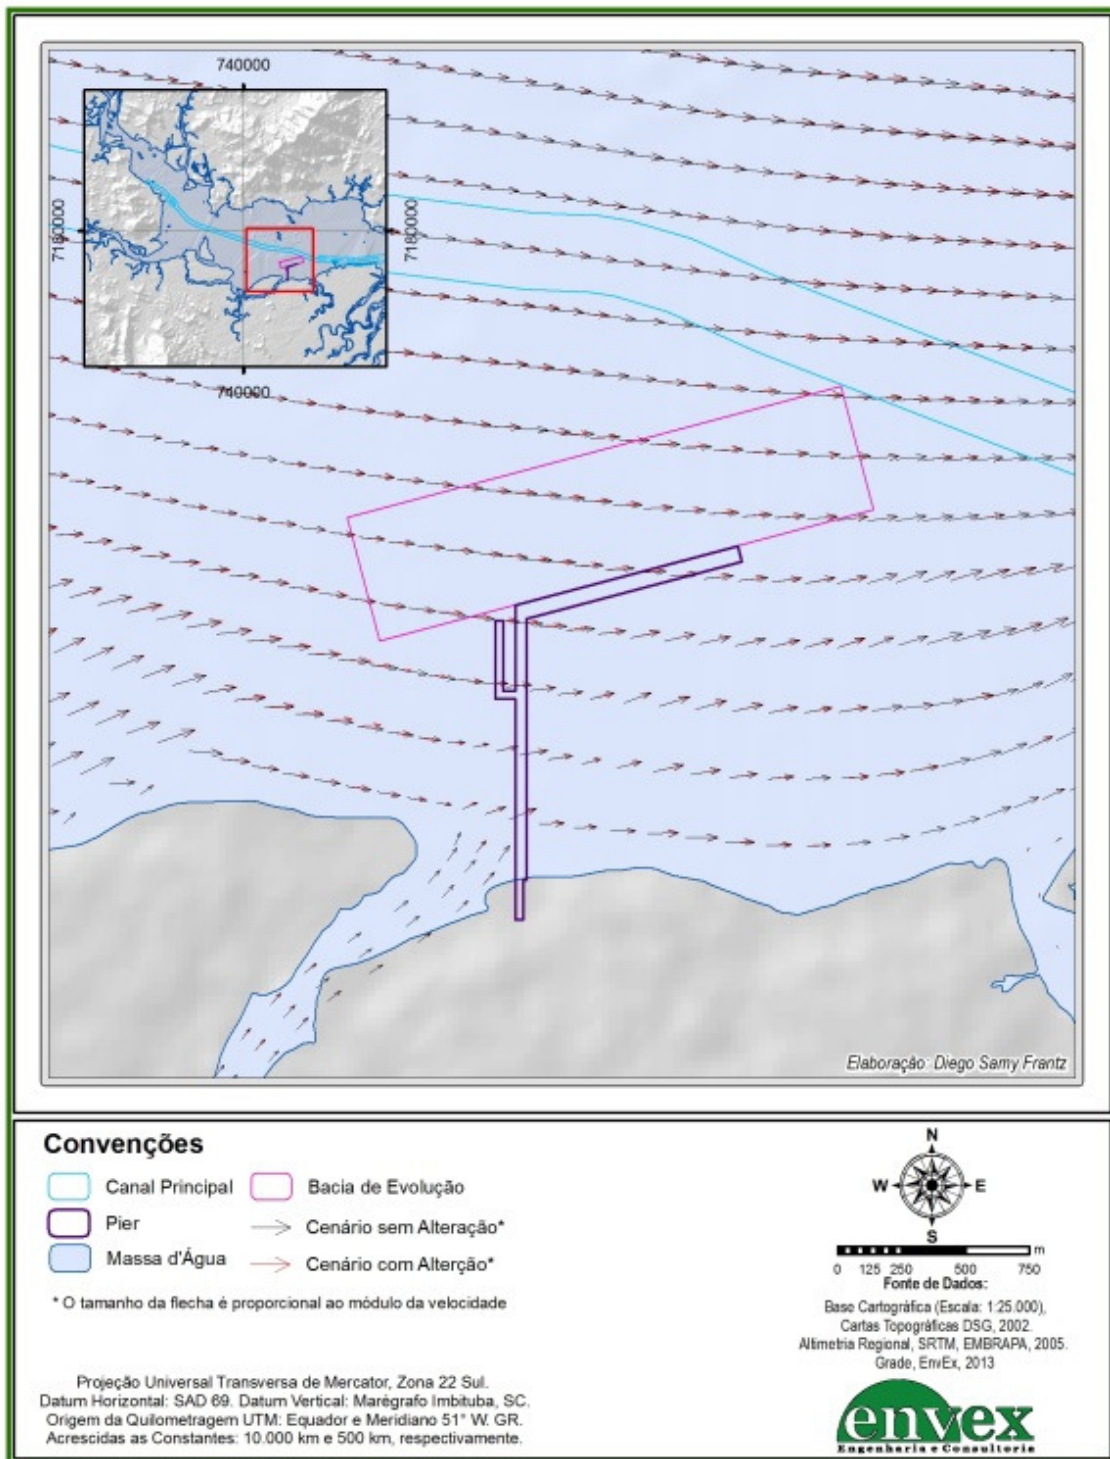 740000
7180000
7180000
740000
Elaboração: Diego Samy Frantz
Convenções
Canal Principal
Bacia de Evolução
Pier
Cenário sem Alteração*
Massa d'Água
Cenário com Alterção*
* O tamanho da flecha é proporcional ao módulo da velocidade
N
W
E
S
m
0 125 250 500 750
Fonte de Dados:
Base Cartográfica (Escala: 1:25.000),
Cartas Topográficas DSG, 2002.
Altimetria Regional, SRTM, EMBRAPA, 2005.
Grade, EnvEx, 2013
Projeção Universal Transversa de Mercator, Zona 22 Sul.
Datum Horizontal: SAD 69. Datum Vertical: Marégrafo Imbituba, SC.
Origem da Quilometragem UTM: Equador e Meridiano 51° W. GR.
Acrescidas as Constantes: 10.000 km e 500 km, respectivamente.
envex
Engenharia e Consultoria